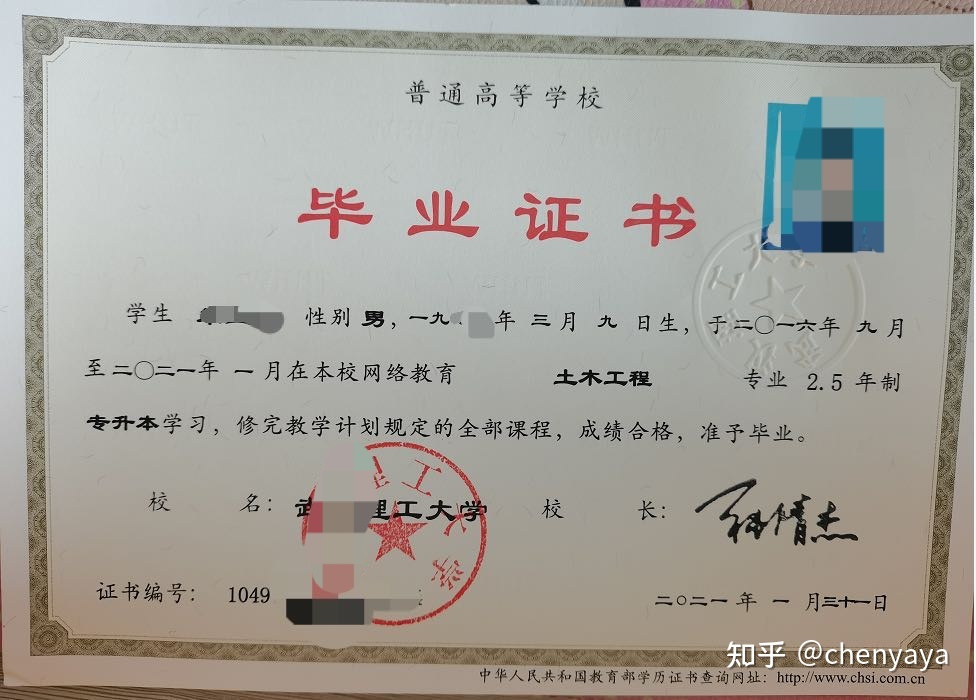 普通高等学校
毕业证书
学生 性别 男，一九 年 三月 九 日生，于二〇一六年 九月
至二〇二一年 一月在本校网络教育 土木工程 专业 2.5 年制
专升本学习，修完教学计划规定的全部课程，成绩合格，准予毕业。
校 名：武 理工大学 校 长：
证书编号： 1049
二〇二一 年 一 月三十一日
知乎 @chenyaya
中华人民共和国教育部学历证书查询网址：http://www.chsi.com.cn